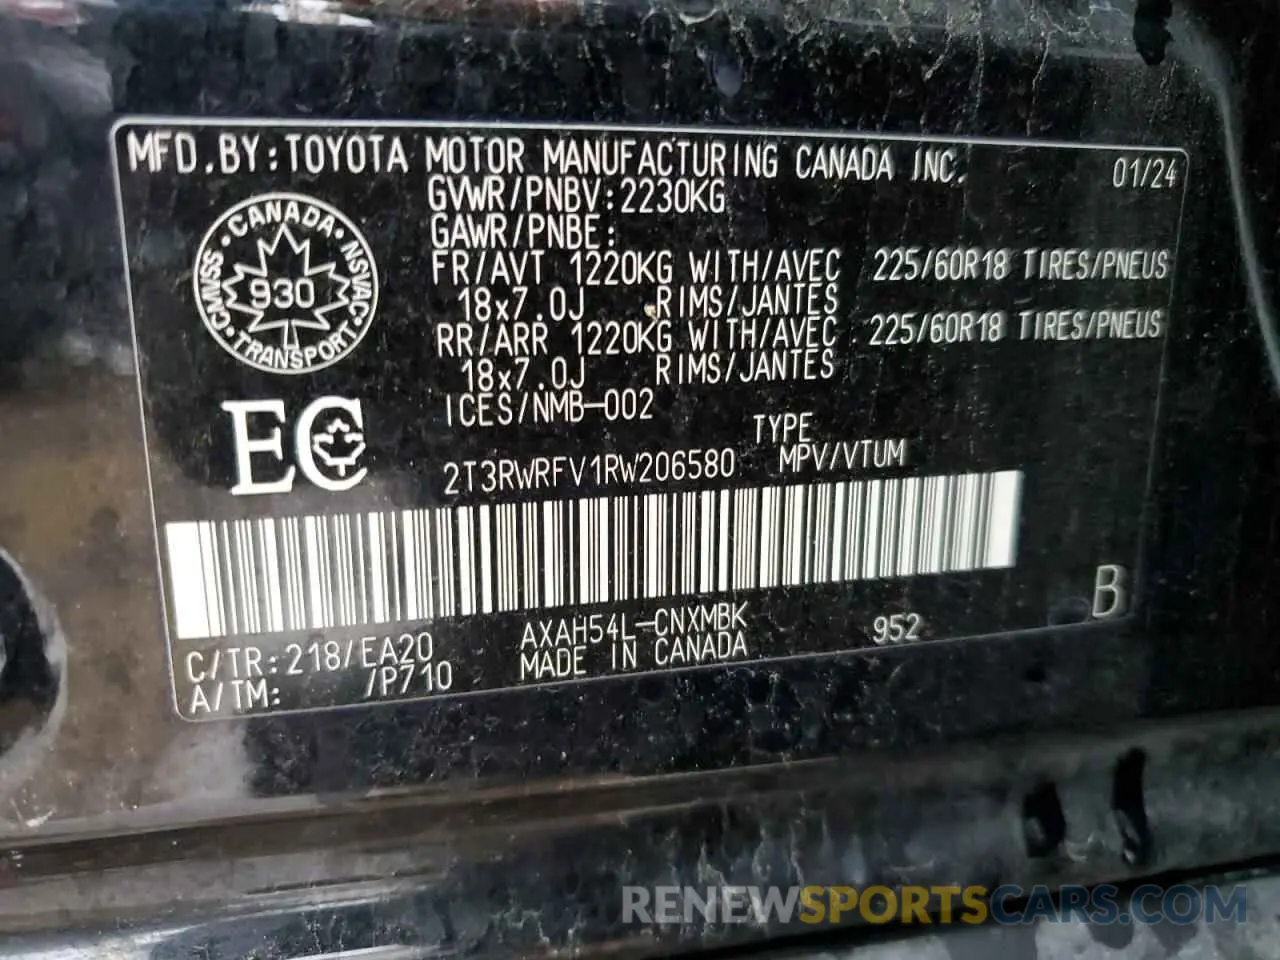 MFD.BY:TOYOTA MOTOR MANUFACTURING CANADA INC. 01/24
GVWR/PNBV:2230KG
GAWR/PNBE:
FR/AVT 1220KG WITH/AVEC 225/60R18 TIRES/PNEUS
18x7.0J RIMS/JANTES
RR/ARR 1220KG WITH/AVEC 225/60R18 TIRES/PNEUS
18x7.0J RIMS/JANTES
ICES/NMB-002
CANADA • NSVAC • TRANSPORT • CMVSS •
930
EC
TYPE
2T3RWRFV1RW206580 MPV/VTUM
C/TR:218/EA20 AXAH54L-CNXMBK 952 B
A/TM: /P710 MADE IN CANADA
RENEWSPORTSCARS.COM